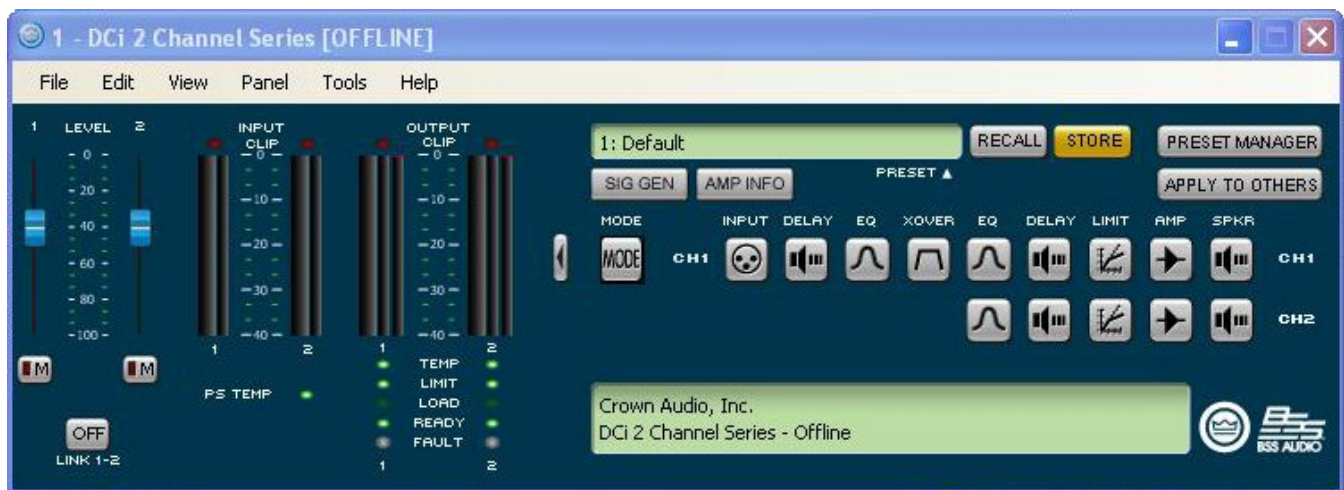 1 - DCi 2 Channel Series [OFFLINE]
File Edit View Panel Tools Help
1 LEVEL 2
- 0 -
- 20 -
- 40 -
- 60 -
- 80 -
-100-
M M
OFF
LINK 1-2
INPUT
CLIP
-0-
-10-
-20-
-30-
-40-
1 2
PS TEMP
OUTPUT
CLIP
-0-
-10-
-20-
-30-
-40-
1 2
TEMP
LIMIT
LOAD
READY
FAULT
1 2
1: Default
RECALL STORE PRESET MANAGER
SIG GEN AMP INFO PRESET ▲ APPLY TO OTHERS
MODE INPUT DELAY EQ XOVER EQ DELAY LIMIT AMP SPKR
MODE CH1 CH1
CH2
Crown Audio, Inc.
DCi 2 Channel Series - Offline
BSS
BSS AUDIO